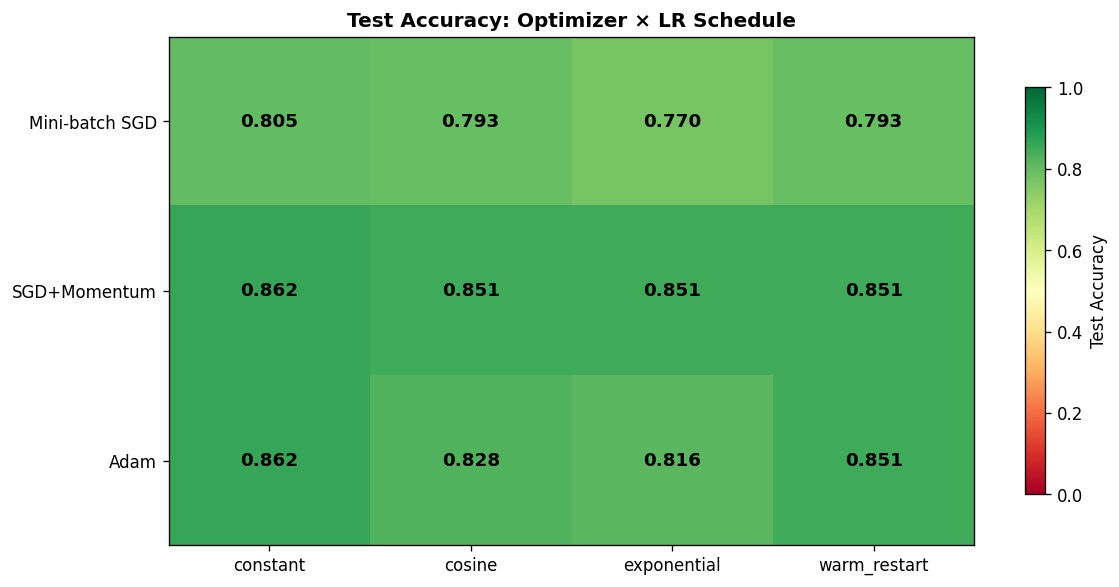 Test Accuracy: Optimizer × LR Schedule
Mini-batch SGD 0.805 0.793 0.770 0.793
SGD+Momentum 0.862 0.851 0.851 0.851
Adam 0.862 0.828 0.816 0.851
constant cosine exponential warm_restart
1.0
0.8
0.6
0.4
0.2
0.0
Test Accuracy